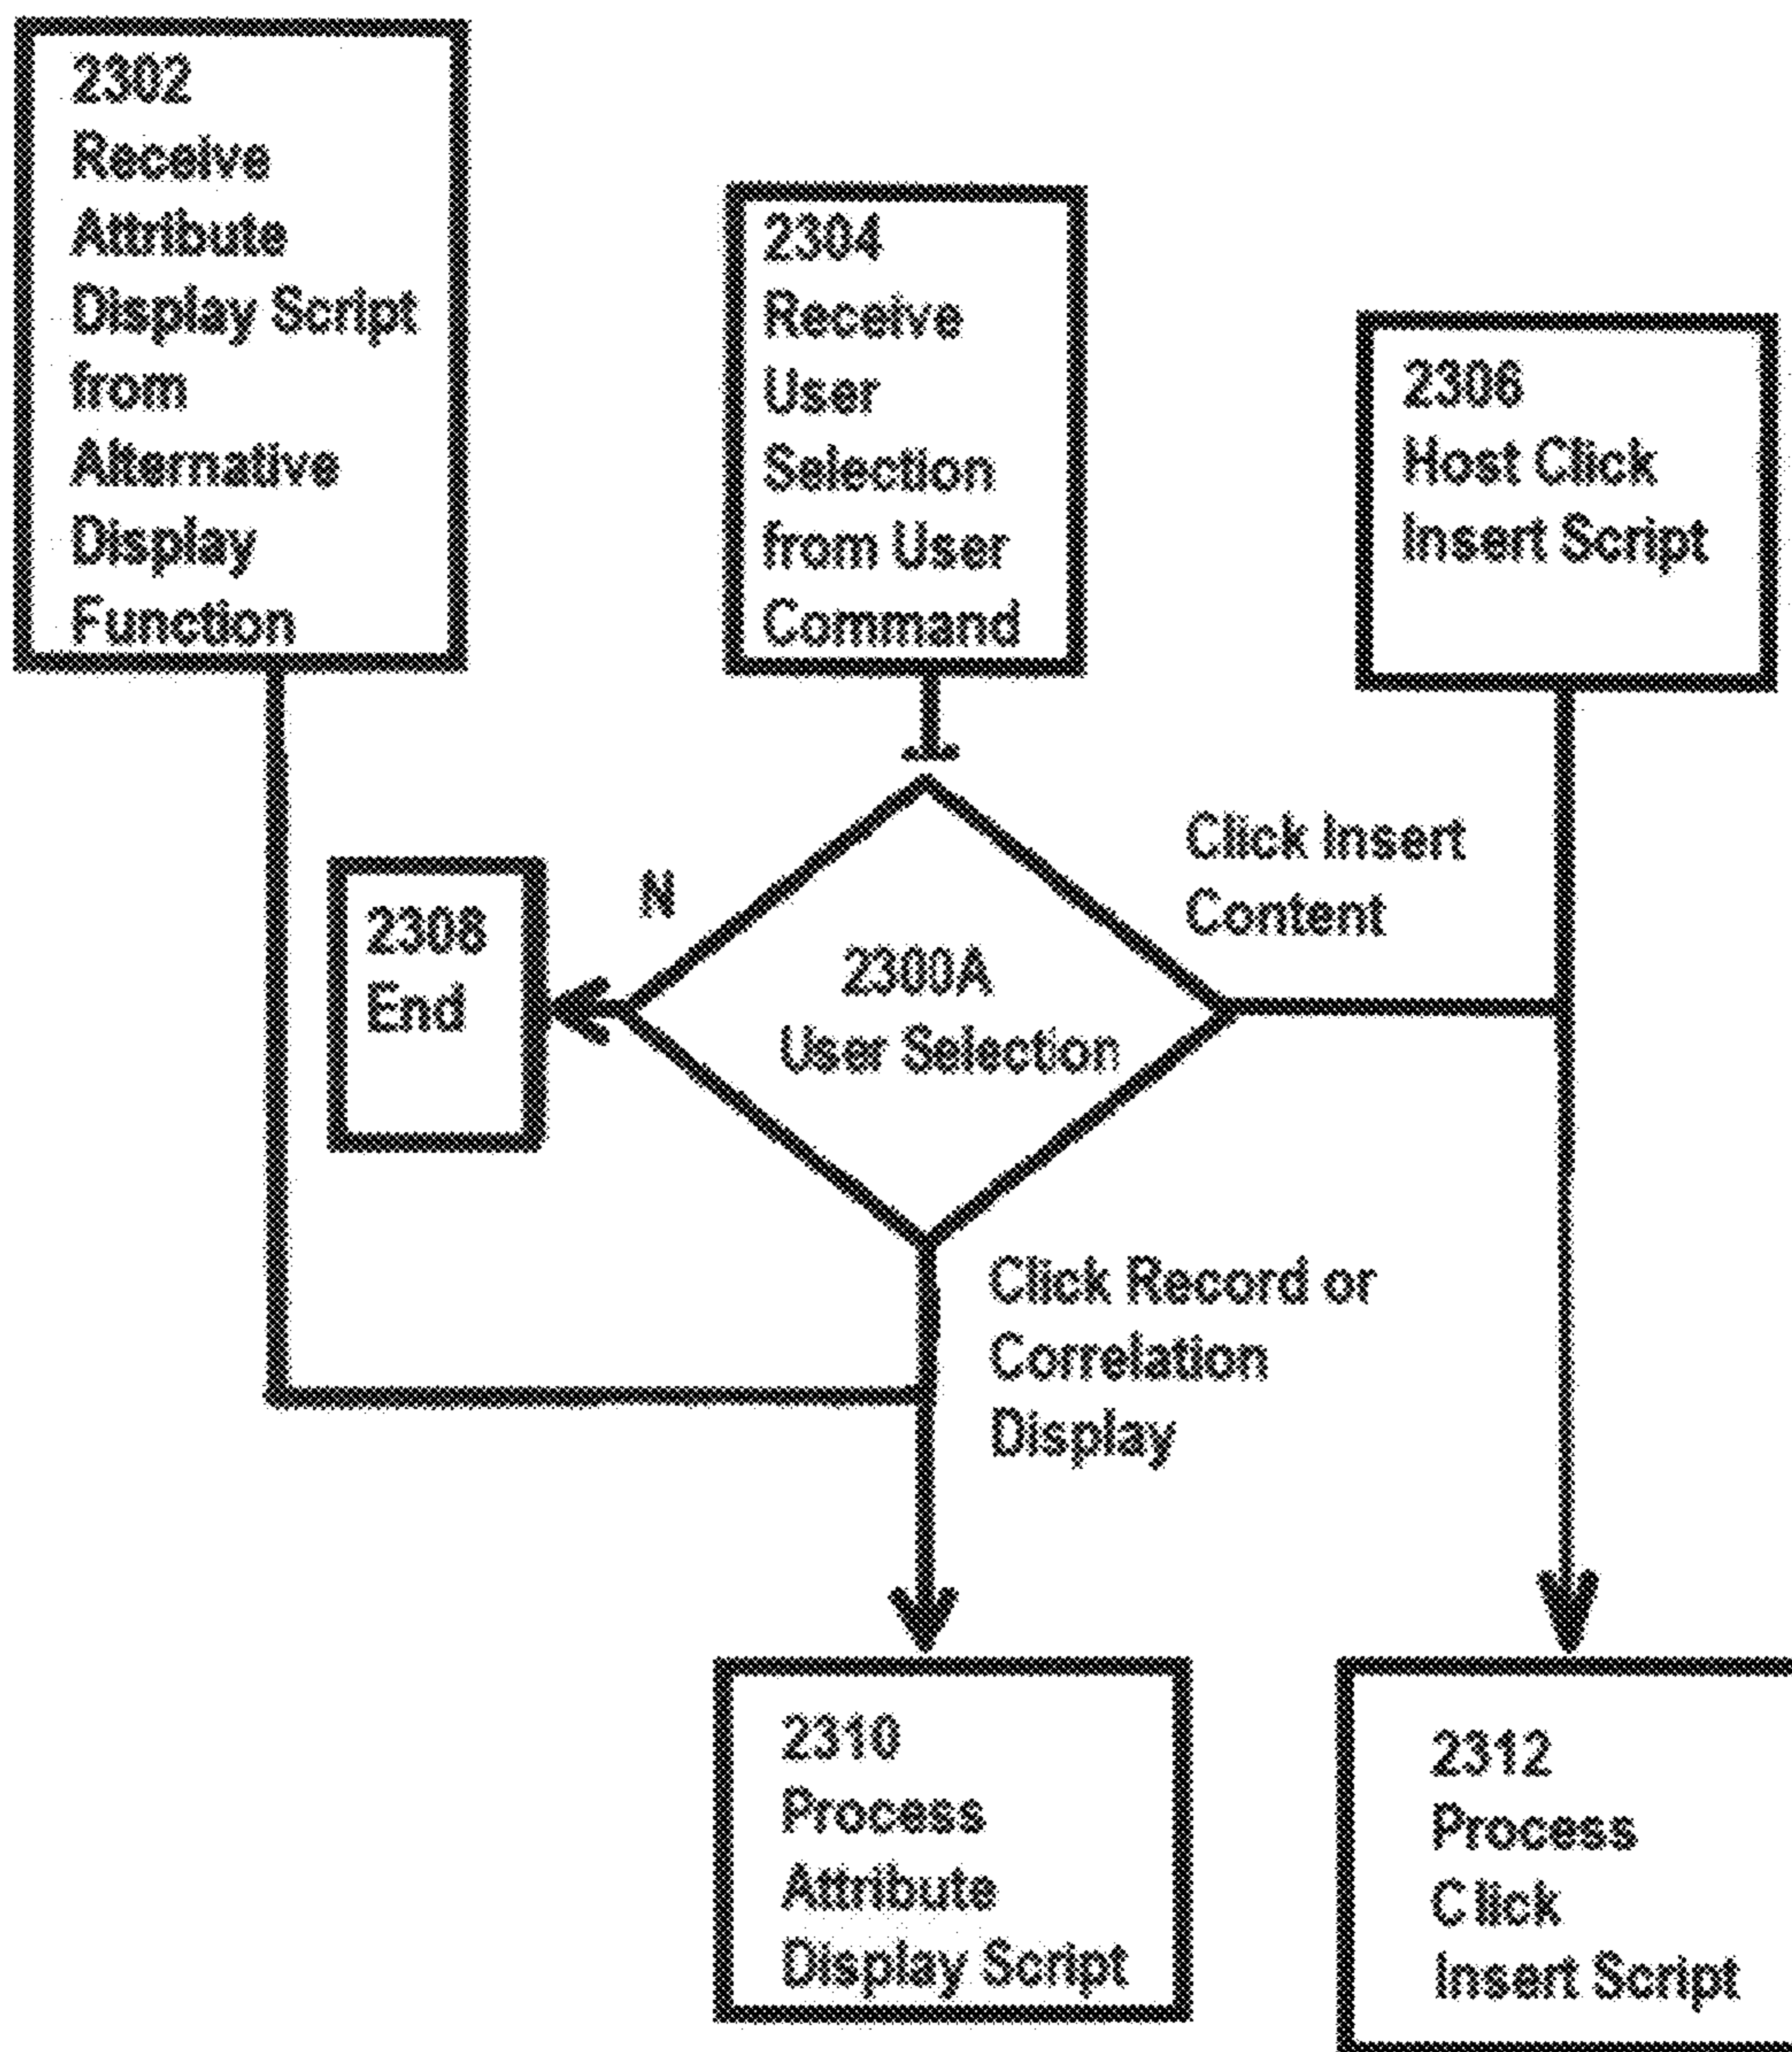 2302
Receive
Attribute
Display Script
from
Alternative
Display
Function
2304
Receive
User
Selection
from User
Command
2306
Host Click
Insert Script
2308
End
N
2300A
User Selection
Click Insert
Content
Click Record or
Correlation
Display
2310
Process
Attribute
Display Script
2312
Process
Click
Insert Script